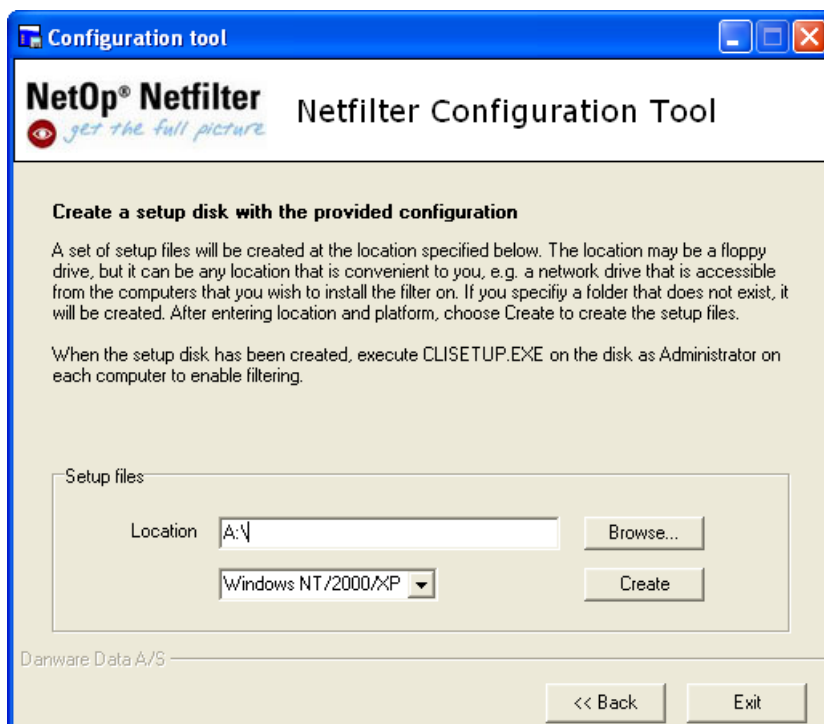 Configuration tool
NetOp® Netfilter
get the full picture
Netfilter Configuration Tool
Create a setup disk with the provided configuration
A set of setup files will be created at the location specified below. The location may be a floppy
drive, but it can be any location that is convenient to you, e.g. a network drive that is accessible
from the computers that you wish to install the filter on. If you specifiy a folder that does not exist, it
will be created. After entering location and platform, choose Create to create the setup files.
When the setup disk has been created, execute CLISETUP.EXE on the disk as Administrator on
each computer to enable filtering.
Setup files
Location
A:\
Browse...
Windows NT/2000/XP
Create
Danware Data A/S
<< Back
Exit